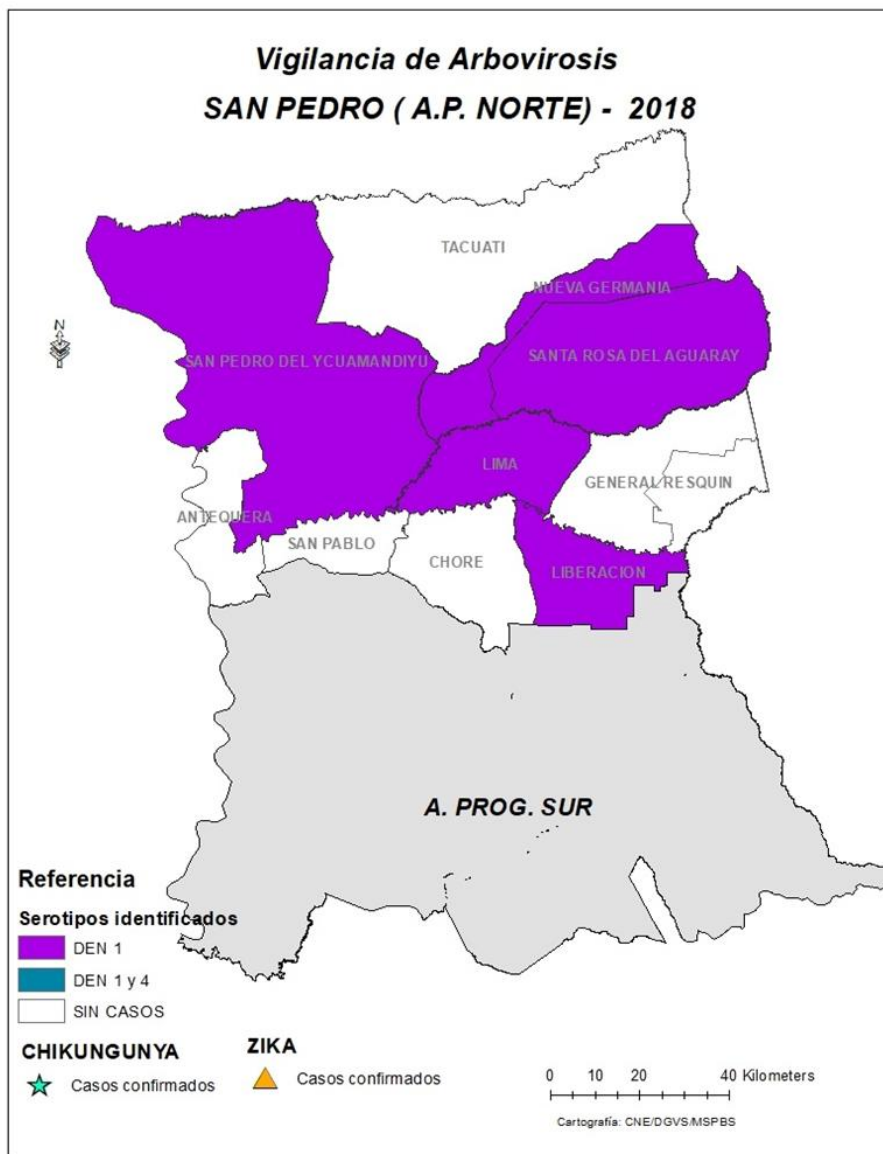 Vigilancia de Arbovirosis
SAN PEDRO ( A.P. NORTE) - 2018
TACUATI
NUEVA GERMANIA
N
SAN PEDRO DEL YCUAMANDIYU
SANTA ROSA DEL AGUARAY
LIMA
GENERAL RESQUIN
ANTEQUERA
SAN PABLO
CHORE
LIBERACION
A. PROG. SUR
Referencia
Serotipos identificados
DEN 1
DEN 1 y 4
SIN CASOS
CHIKUNGUNYA
Casos confirmados
ZIKA
Casos confirmados
0 10 20 40 Kilometers
Cartografía: CNE/DGVS/MSPBS